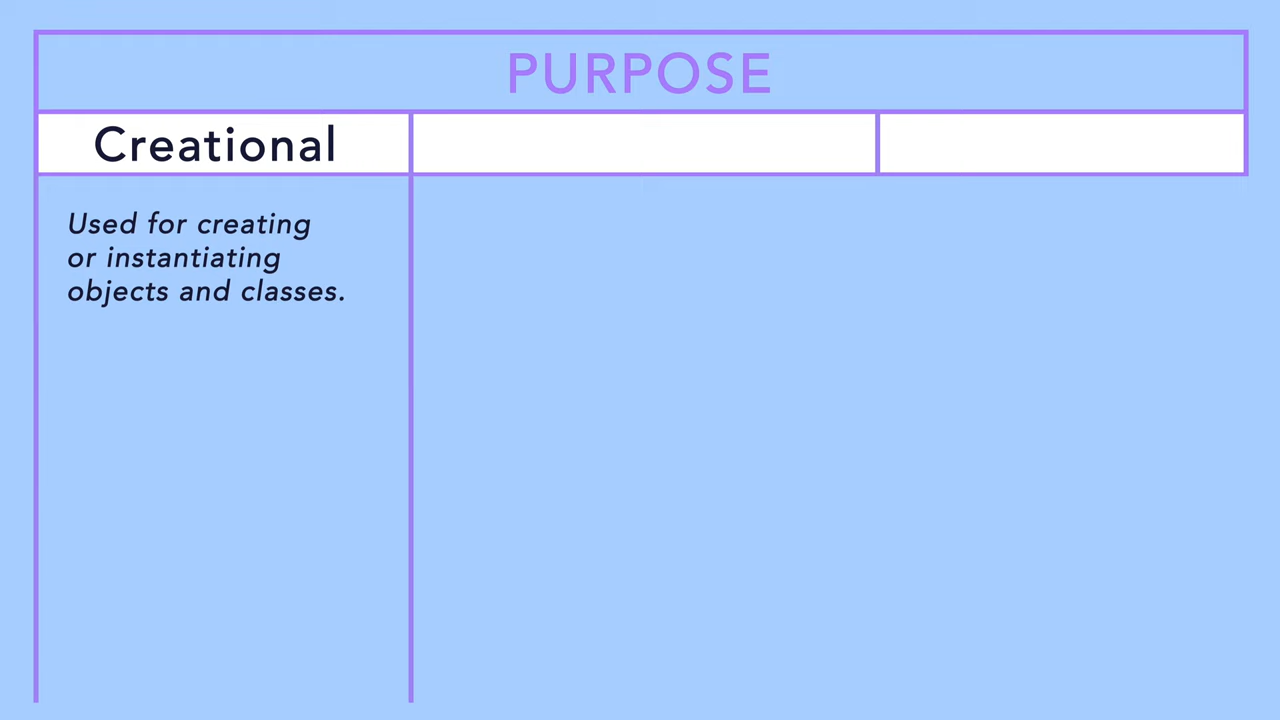 PURPOSE
Creational
Used for creating
or instantiating
objects and classes.